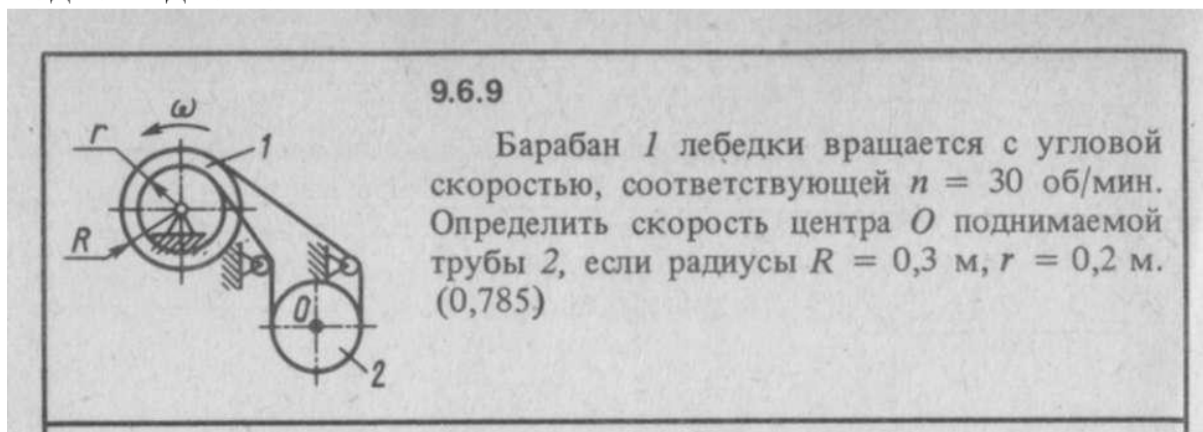 9.6.9
Барабан 1 лебедки вращается с угловой
скоростью, соответствующей n = 30 об/мин.
Определить скорость центра O поднимаемой
трубы 2, если радиусы R = 0,3 м, r = 0,2 м.
(0,785)
ω
r
1
R
O
2